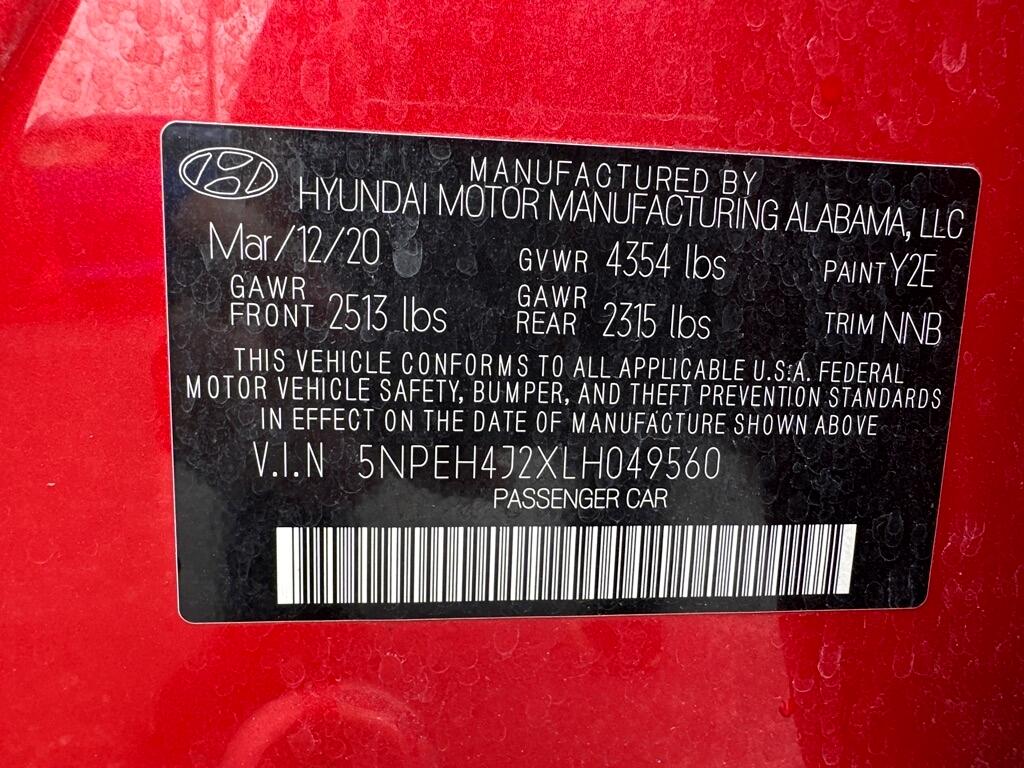 MANUFACTURED BY
HYUNDAI MOTOR MANUFACTURING ALABAMA, LLC
Mar/12/20 GVWR 4354 lbs PAINT Y2E
GAWR FRONT 2513 lbs GAWR REAR 2315 lbs TRIM NNB
THIS VEHICLE CONFORMS TO ALL APPLICABLE U.S.A. FEDERAL
MOTOR VEHICLE SAFETY, BUMPER, AND THEFT PREVENTION STANDARDS
IN EFFECT ON THE DATE OF MANUFACTURE SHOWN ABOVE
V.I.N 5NPEH4J2XLH049560
PASSENGER CAR